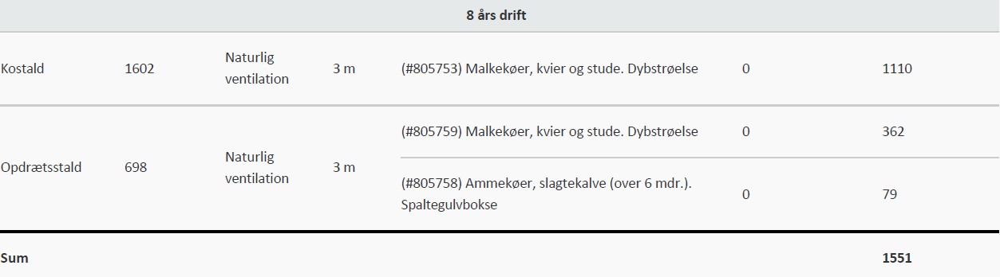 8 års drift
Kostald 1602 Naturlig ventilation 3 m (#805753) Malkekøer, kvier og stude. Dybstrøelse 0 1110
Opdrætsstald 698 Naturlig ventilation 3 m (#805759) Malkekøer, kvier og stude. Dybstrøelse 0 362
(#805758) Ammekøer, slagtekalve (over 6 mdr.). Spaltegulvbokse 0 79
Sum 1551